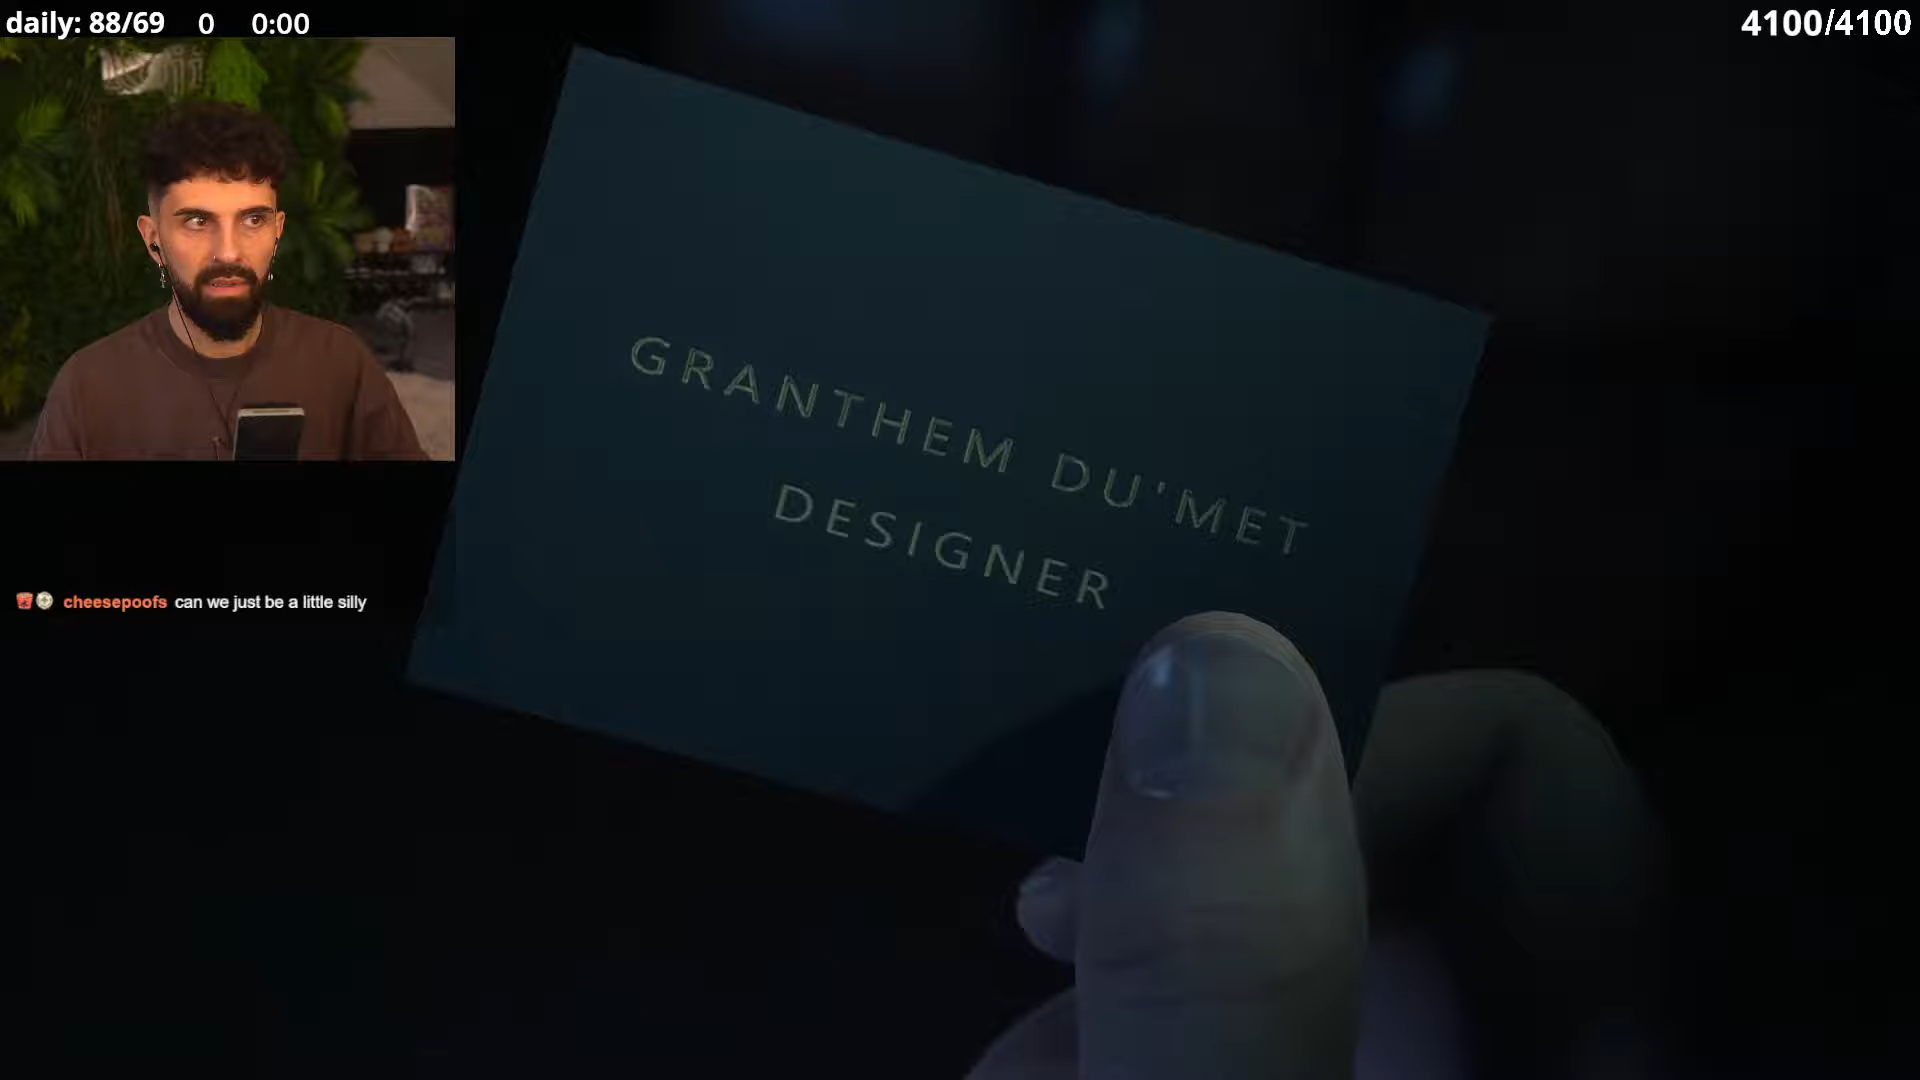 daily: 88/69 0 0:00
4100/4100
GRANTHEM DU'MET
DESIGNER
cheesepoofs can we just be a little silly